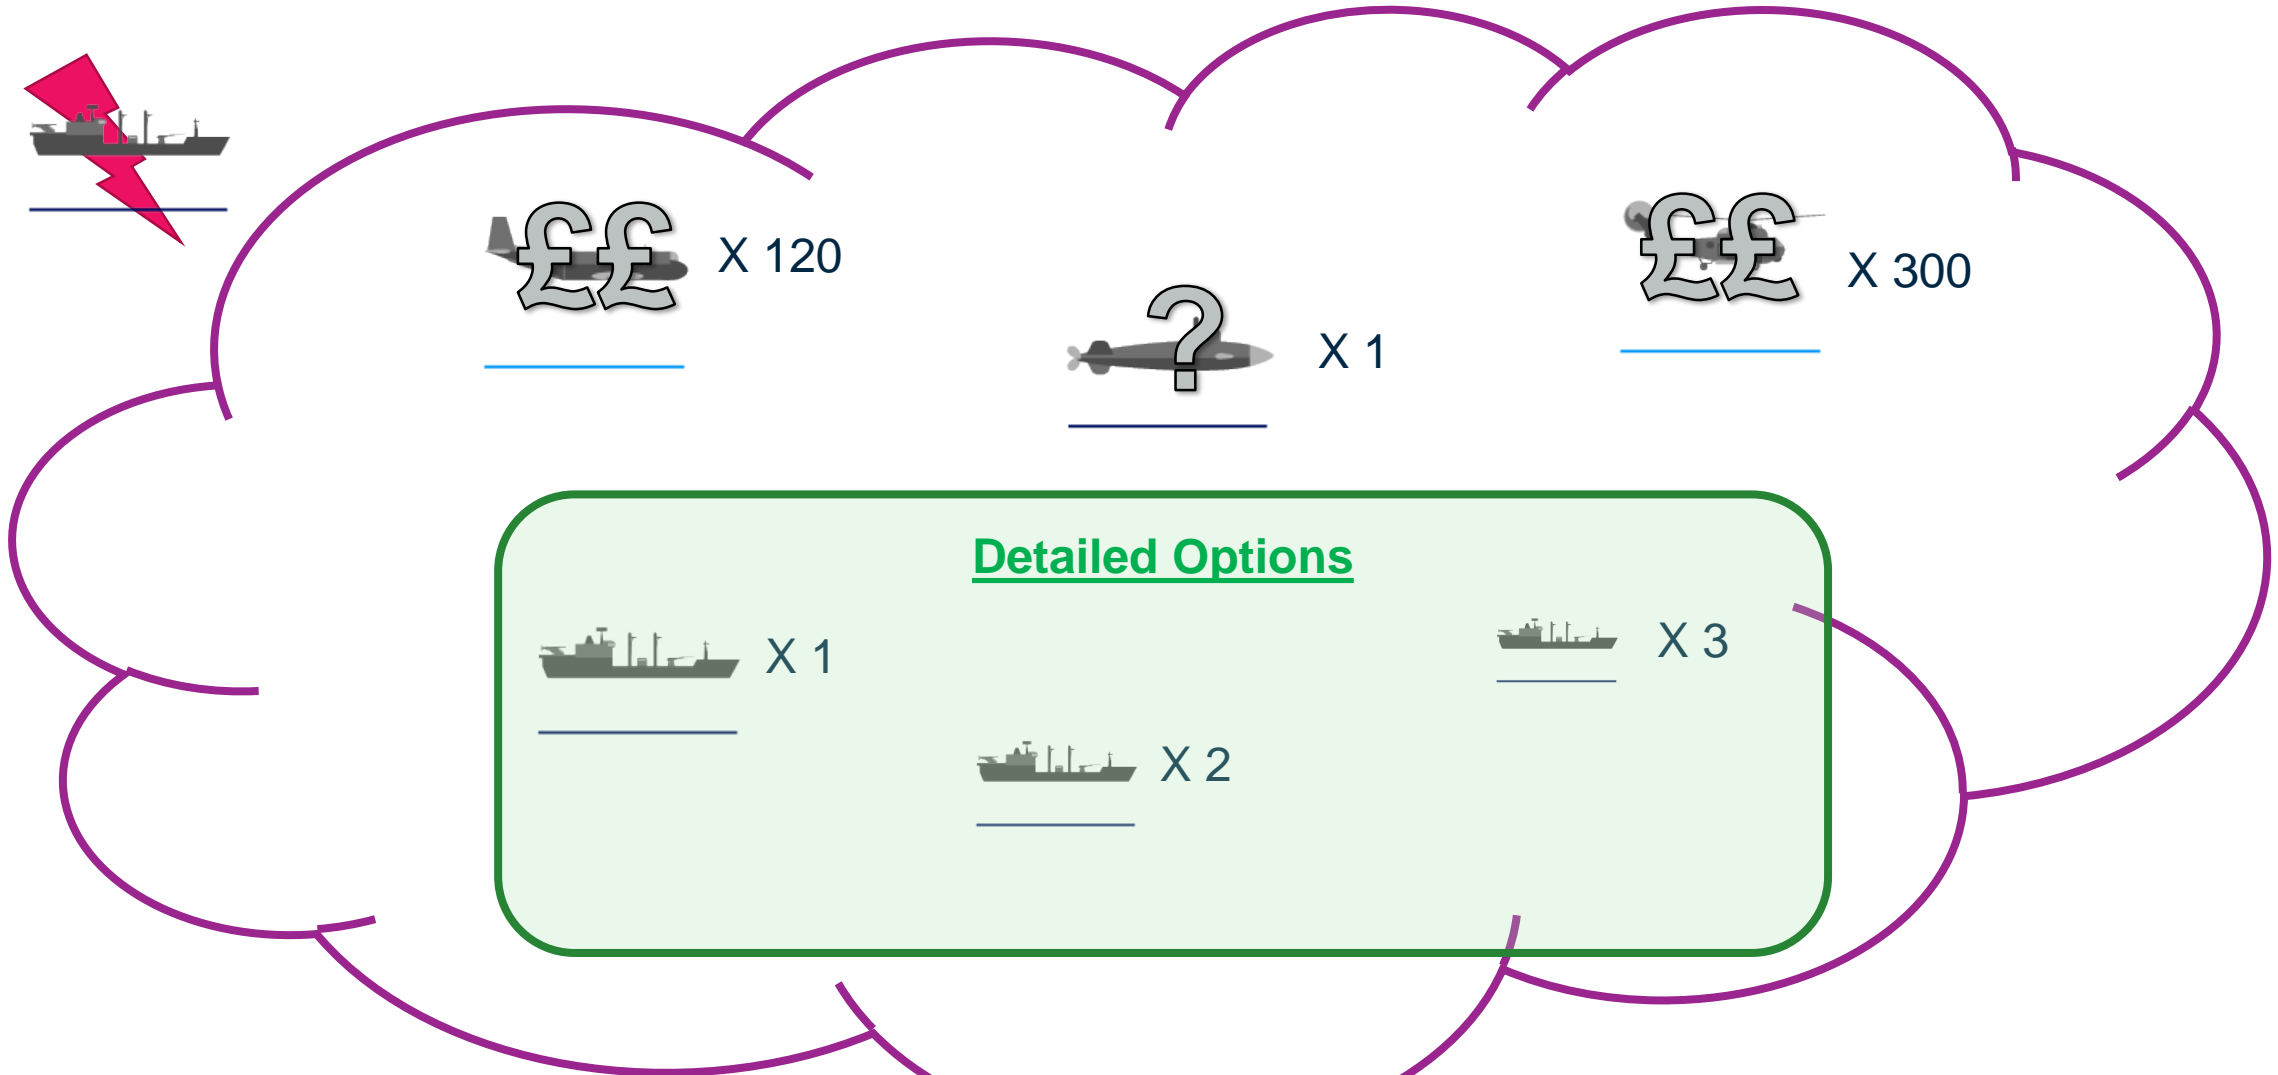 ££ X 120
££ X 300
? X 1
Detailed Options
X 1
X 3
X 2